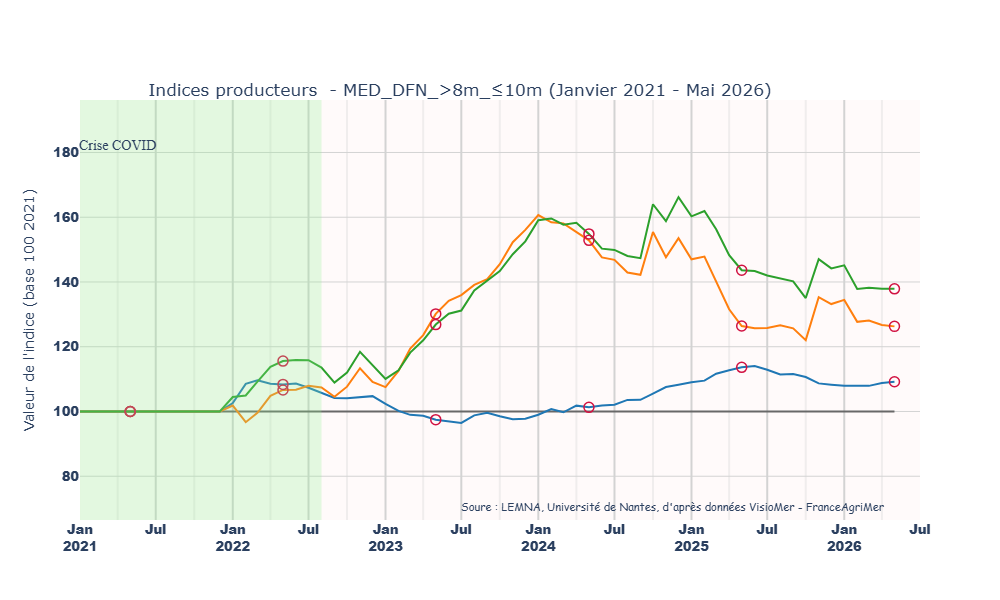 Indices producteurs  - MED_DFN_>8m_≤10m (Janvier 2021 - Mai 2026)
Crise COVID
Valeur de l'indice (base 100 2021)
180
160
140
120
100
80
Soure : LEMNA, Université de Nantes, d'après données VisioMer - FranceAgriMer
Jan Jul Jan Jul Jan Jul Jan Jul Jan Jul Jan Jul
2021 2022 2023 2024 2025 2026